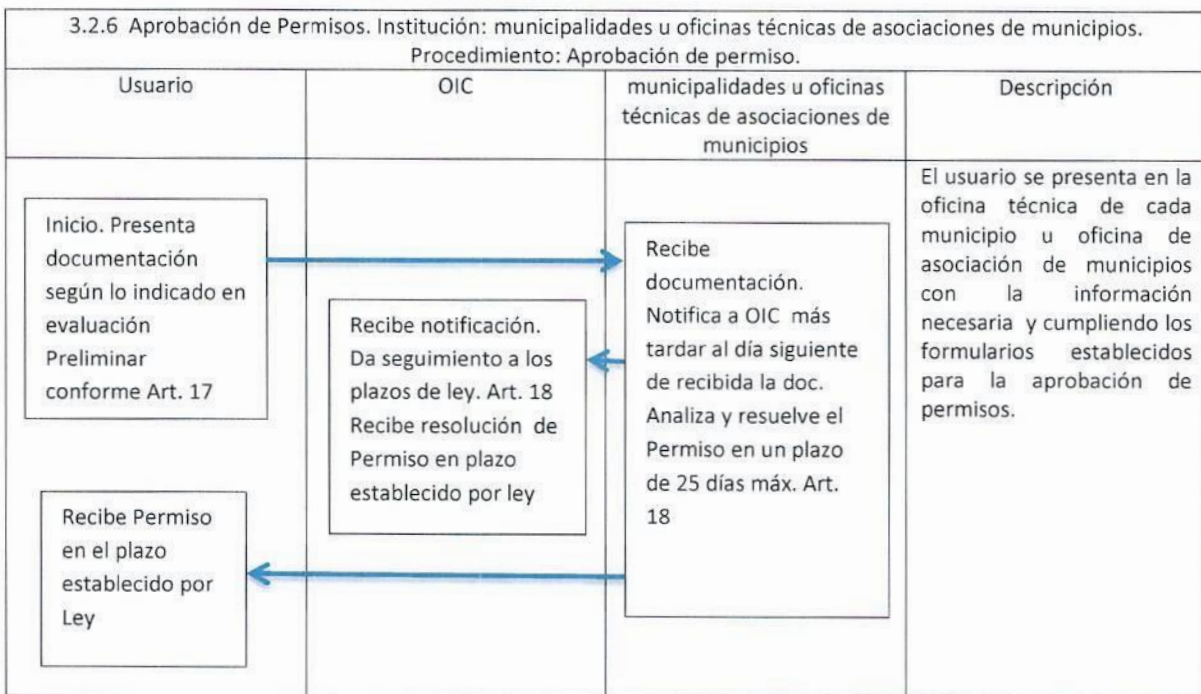 3.2.6 Aprobación de Permisos. Institución: municipalidades u oficinas técnicas de asociaciones de municipios.
Procedimiento: Aprobación de permiso.
Usuario
OIC
municipalidades u oficinas
técnicas de asociaciones de
municipios
Descripción
Inicio. Presenta
documentación
según lo indicado en
evaluación
Preliminar
conforme Art. 17
Recibe notificación.
Da seguimiento a los
plazos de ley. Art. 18
Recibe resolución de
Permiso en plazo
establecido por ley
Recibe
documentación.
Notifica a OIC más
tardar al día siguiente
de recibida la doc.
Analiza y resuelve el
Permiso en un plazo
de 25 días máx. Art.
18
El usuario se presenta en la
oficina técnica de cada
municipio u oficina de
asociación de municipios
con la información
necesaria y cumpliendo los
formularios establecidos
para la aprobación de
permisos.
Recibe Permiso
en el plazo
establecido por
Ley